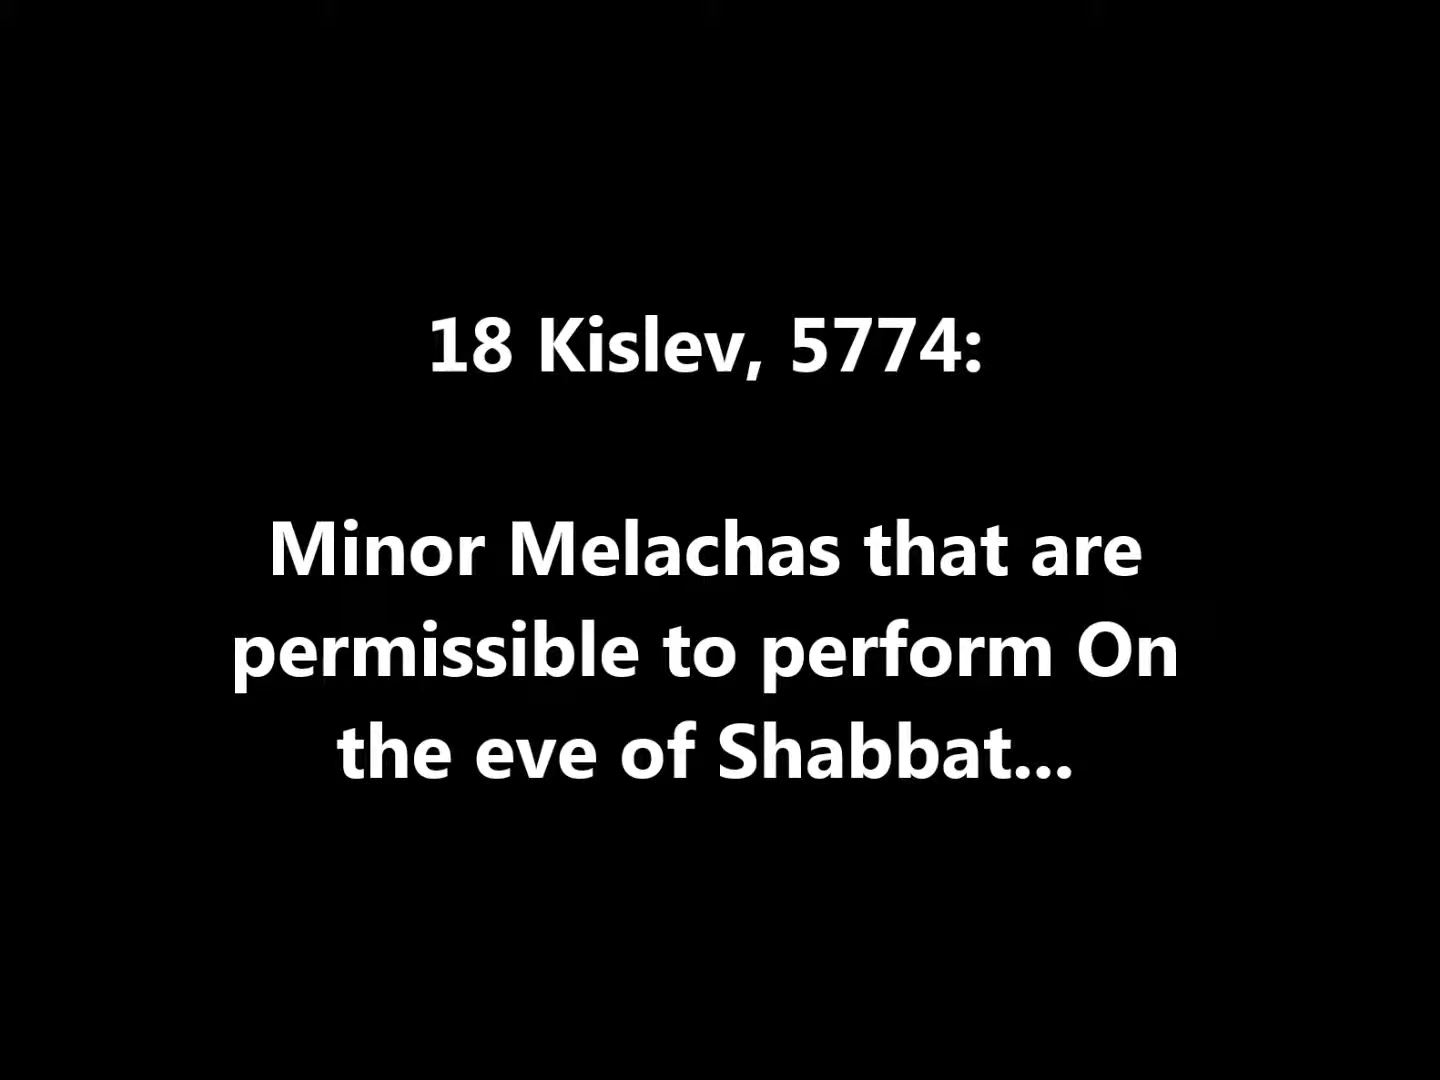 18 Kislev, 5774:
Minor Melachas that are
permissible to perform On
the eve of Shabbat...